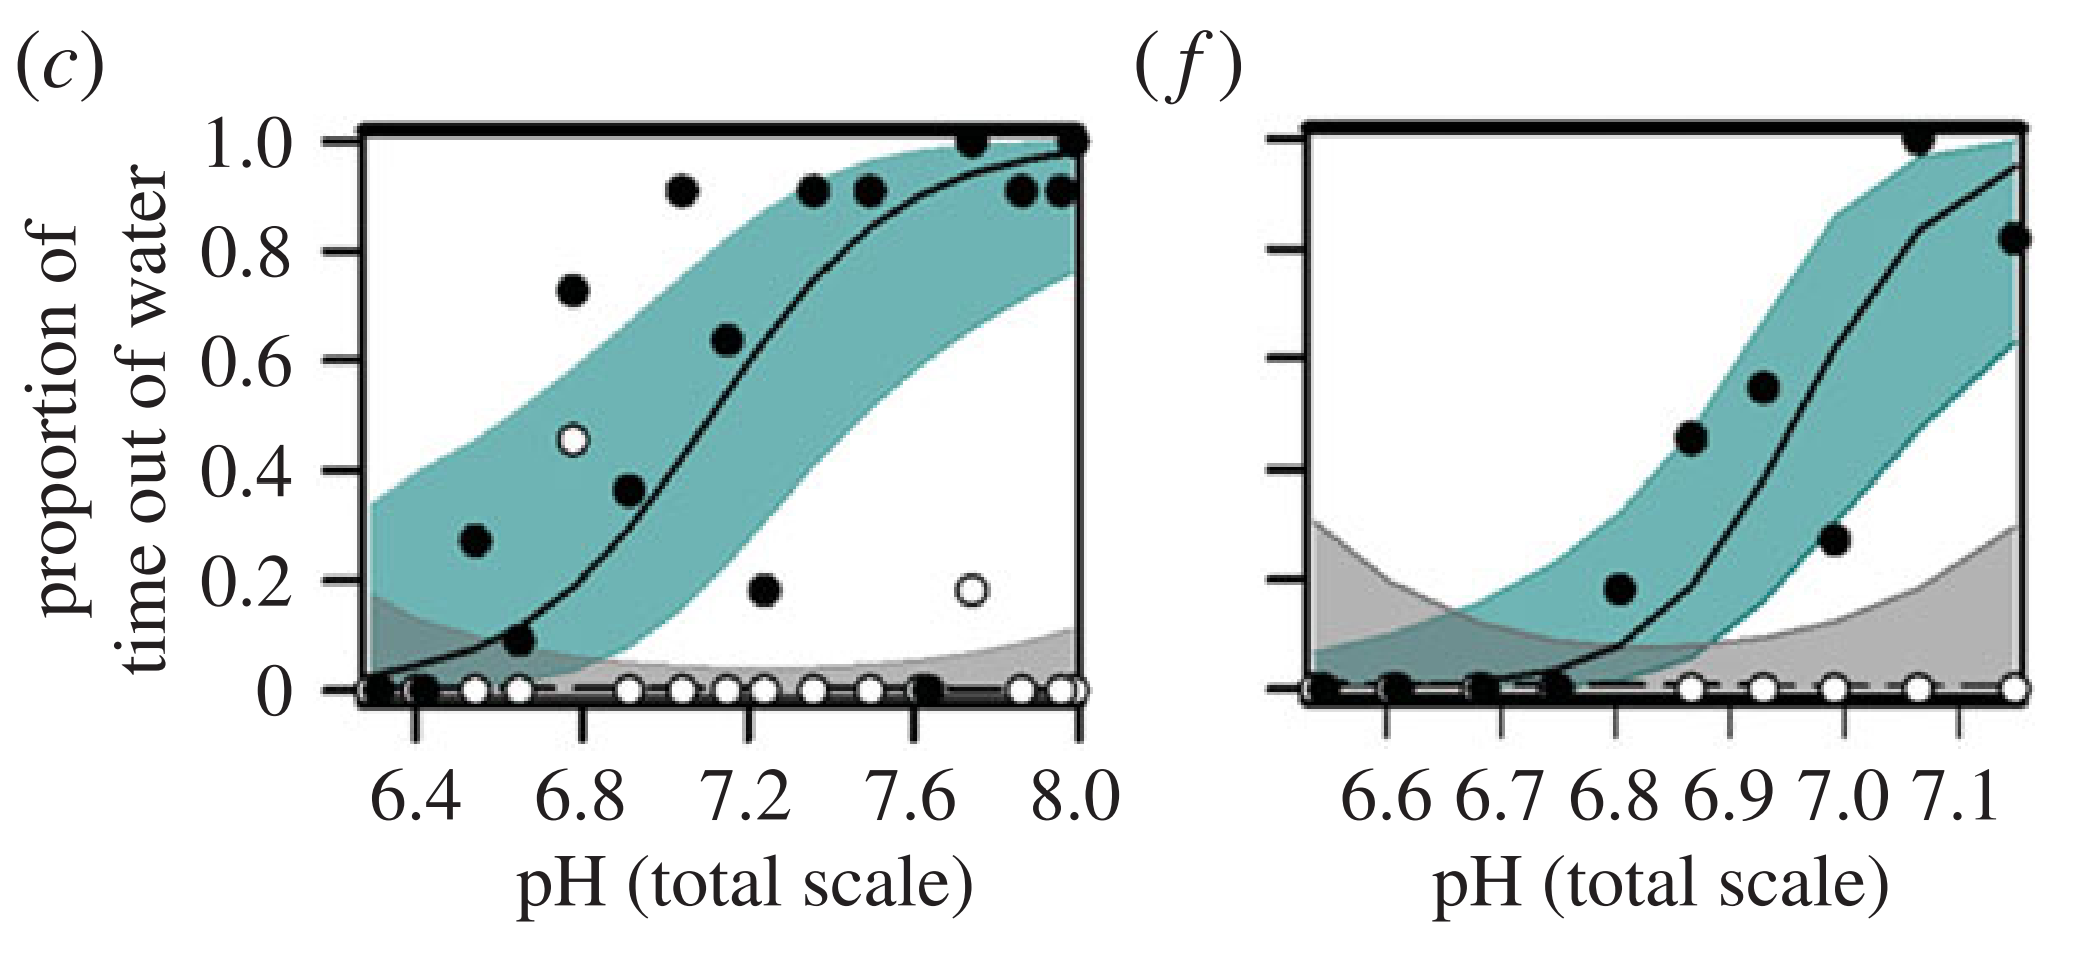 (c)
(f)
proportion of
time out of water
1.0
0.8
0.6
0.4
0.2
0
6.4 6.8 7.2 7.6 8.0
6.6 6.7 6.8 6.9 7.0 7.1
pH (total scale)
pH (total scale)